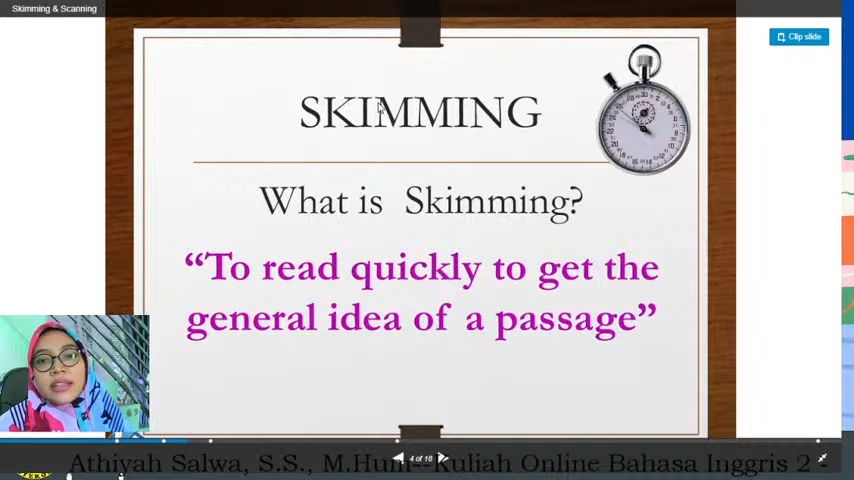 Skimming & Scanning
Clip slide
SKIMMING
What is Skimming?
“To read quickly to get the
general idea of a passage”
4 of 16
Athiyah Salwa, S.S., M.Hum--Kuliah Online Bahasa Inggris 2 -